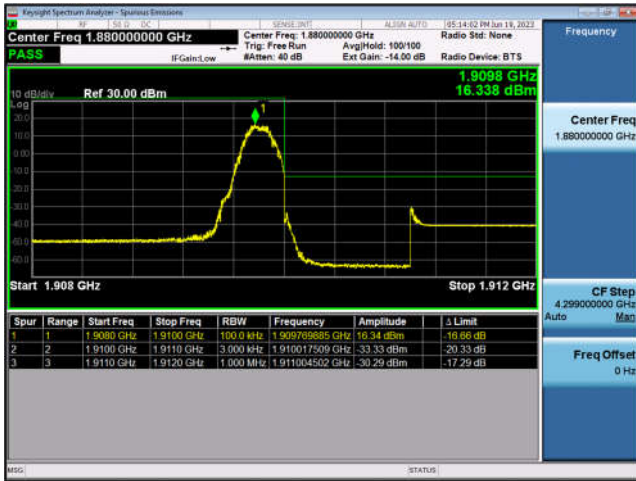 Keysight Spectrum Analyzer - Spurious Emissions
RF 50 Ω DC SENSE:INT ALIGN AUTO 05:14:02 PM Jun 19, 2023
Center Freq 1.880000000 GHz
Center Freq: 1.880000000 GHz Radio Std: None
PASS Trig: Free Run Avg|Hold: 100/100
IFGain:Low #Atten: 40 dB Ext Gain: -14.00 dB Radio Device: BTS
1.9098 GHz
10 dB/div Ref 30.00 dBm 16.338 dBm
Log
20.0
10.0
0.00
-10.0
-20.0
-30.0
-40.0
-50.0
-60.0
1
Start 1.908 GHz Stop 1.912 GHz
Spur Range Start Freq Stop Freq RBW Frequency Amplitude Δ Limit
1 1 1.9080 GHz 1.9100 GHz 100.0 kHz 1.909769885 GHz 16.34 dBm -16.66 dB
2 2 1.9100 GHz 1.9110 GHz 3.000 kHz 1.910017509 GHz -33.33 dBm -20.33 dB
3 3 1.9110 GHz 1.9120 GHz 1.000 MHz 1.911004502 GHz -30.29 dBm -17.29 dB
MSG STATUS
Frequency
Center Freq
1.880000000 GHz
CF Step
4.299000000 GHz
Auto Man
Freq Offset
0 Hz